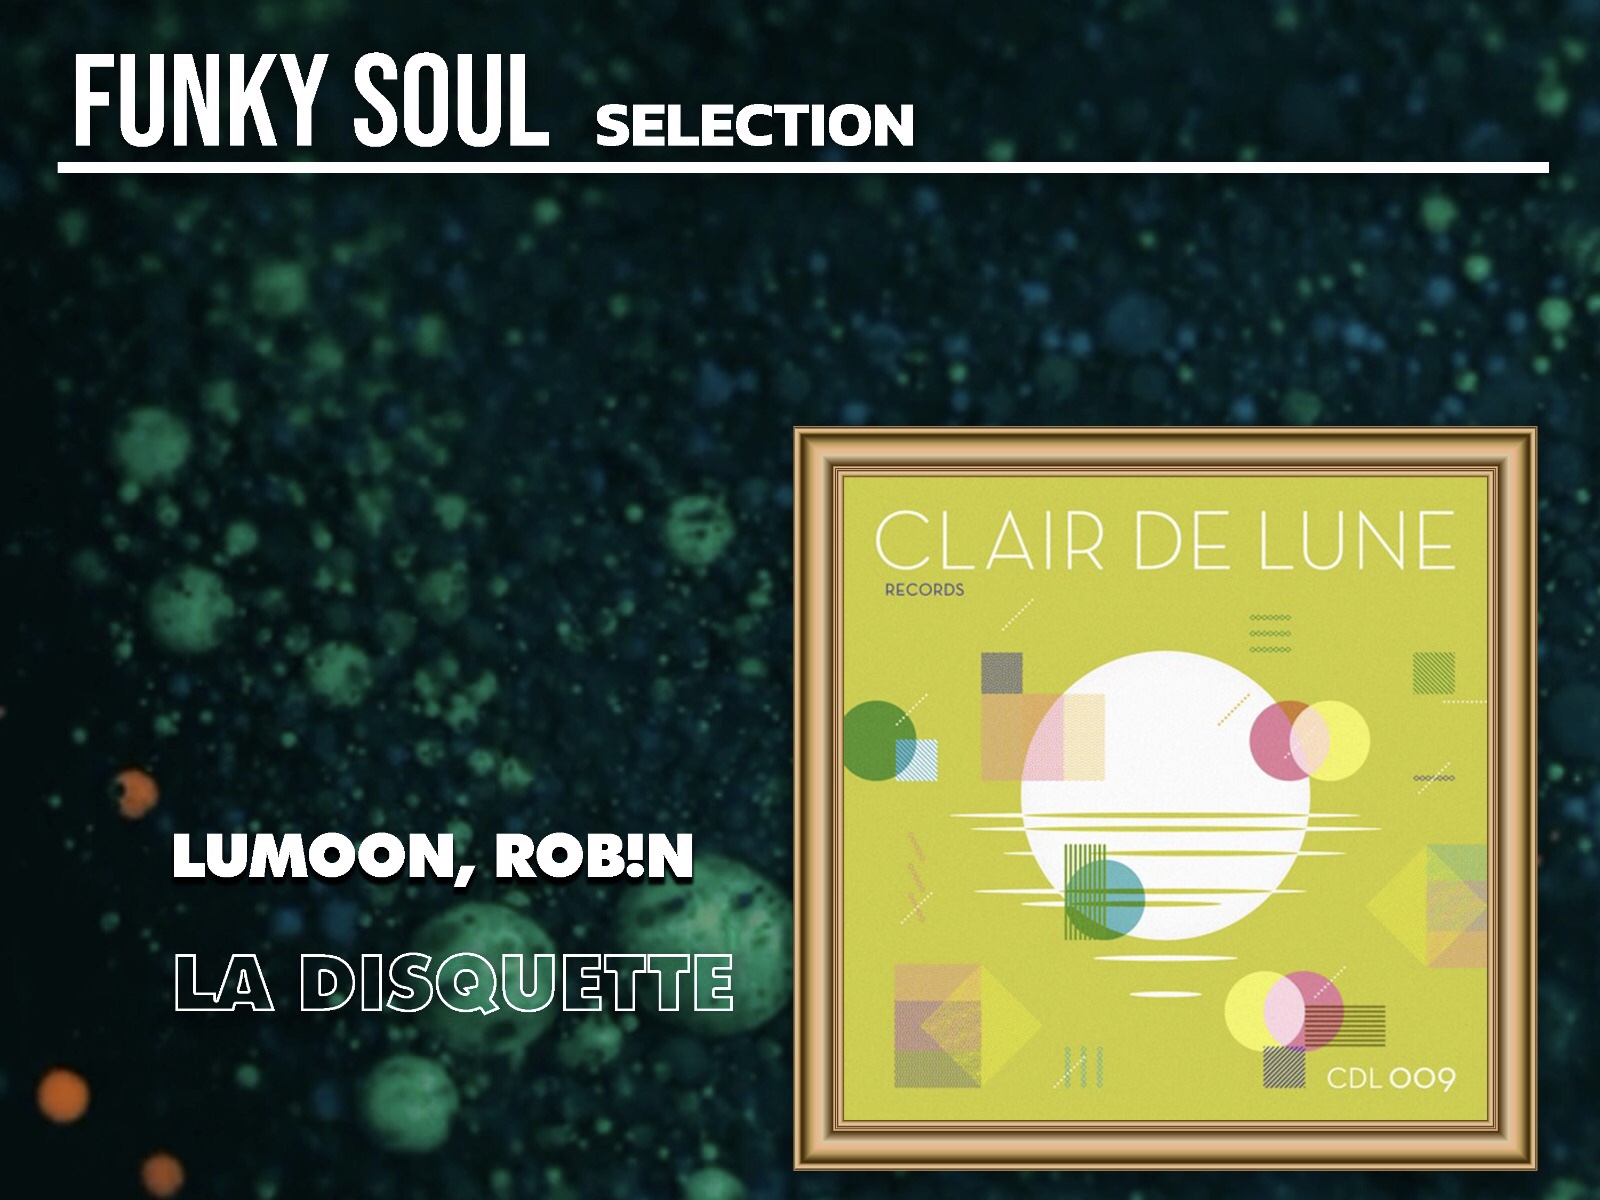 FUNKY SOUL SELECTION
LUMOON, ROB!N
LA DISQUETTE
CLAIR DE LUNE
RECORDS
CDL 009